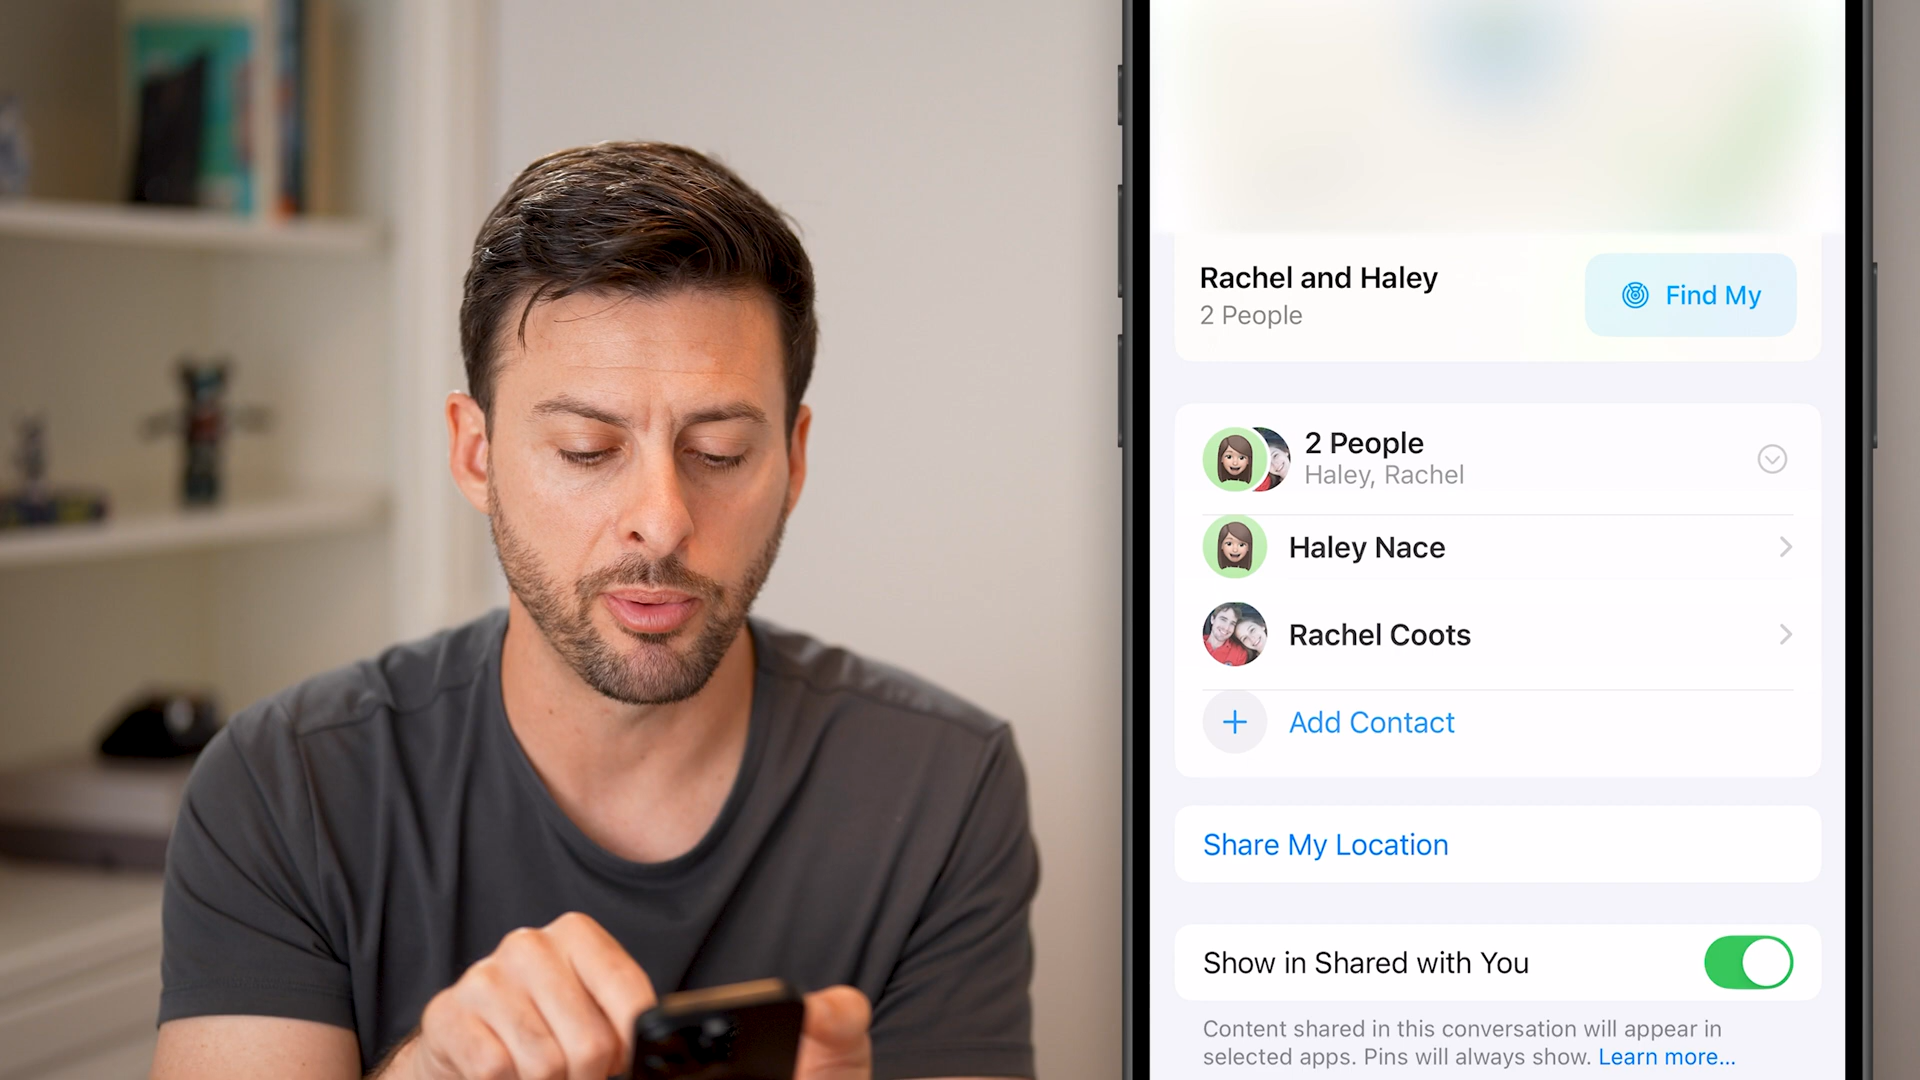 Rachel and Haley
2 People
Find My
2 People
Haley, Rachel
Haley Nace
Rachel Coots
Add Contact
Share My Location
Show in Shared with You
Content shared in this conversation will appear in
selected apps. Pins will always show. Learn more...